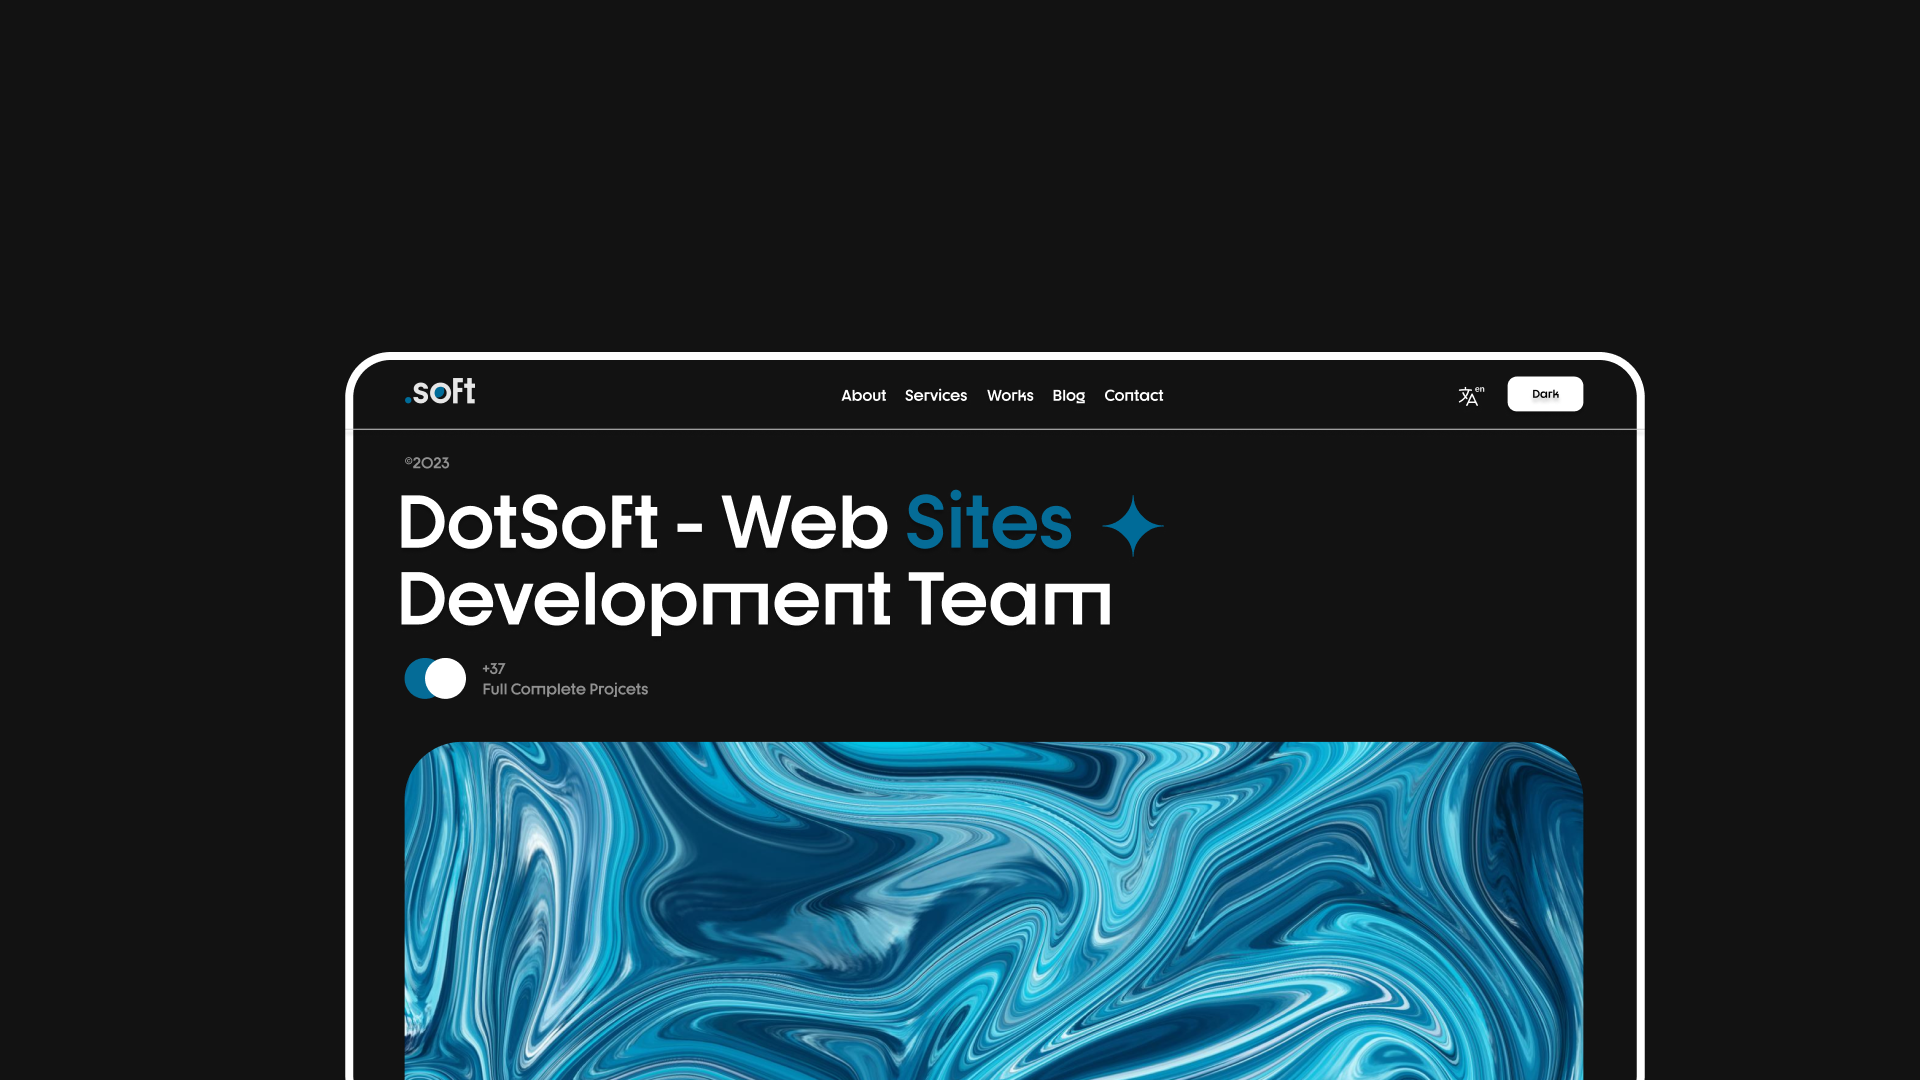 .soft
About Services Works Blog Contact
en
Dark
©2023
DotSoft - Web Sites
Development Team
+37
Full Complete Projcets